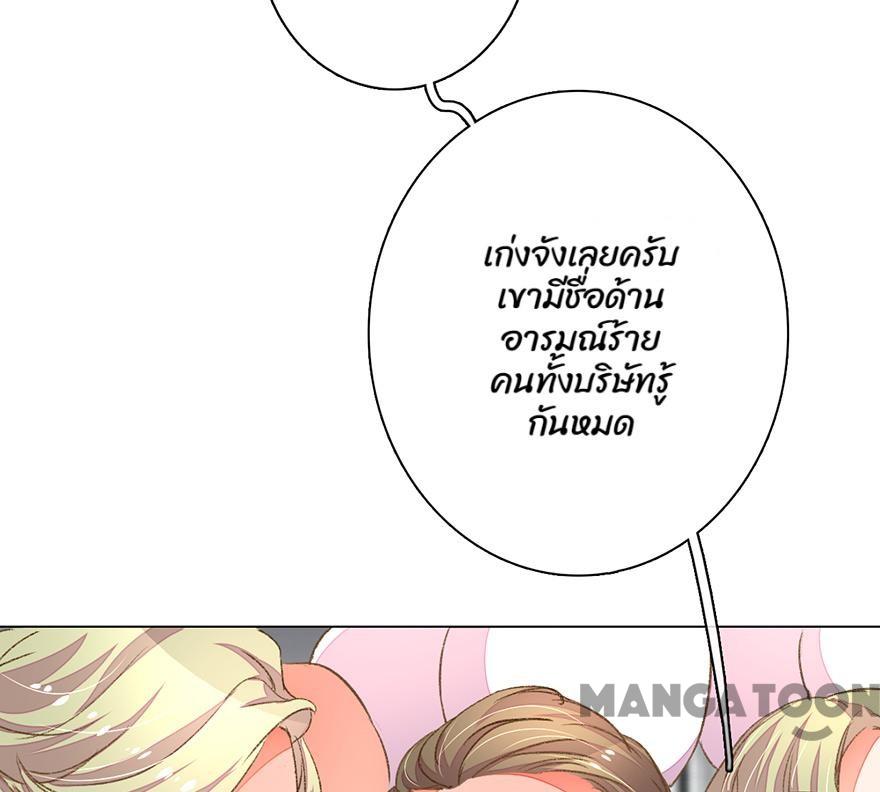 เก่งจังเลยครับ
เขามีชื่อด้าน
อารมณ์ร้าย
คนทั้งบริษัทรู้
กันหมด
MANGATOON